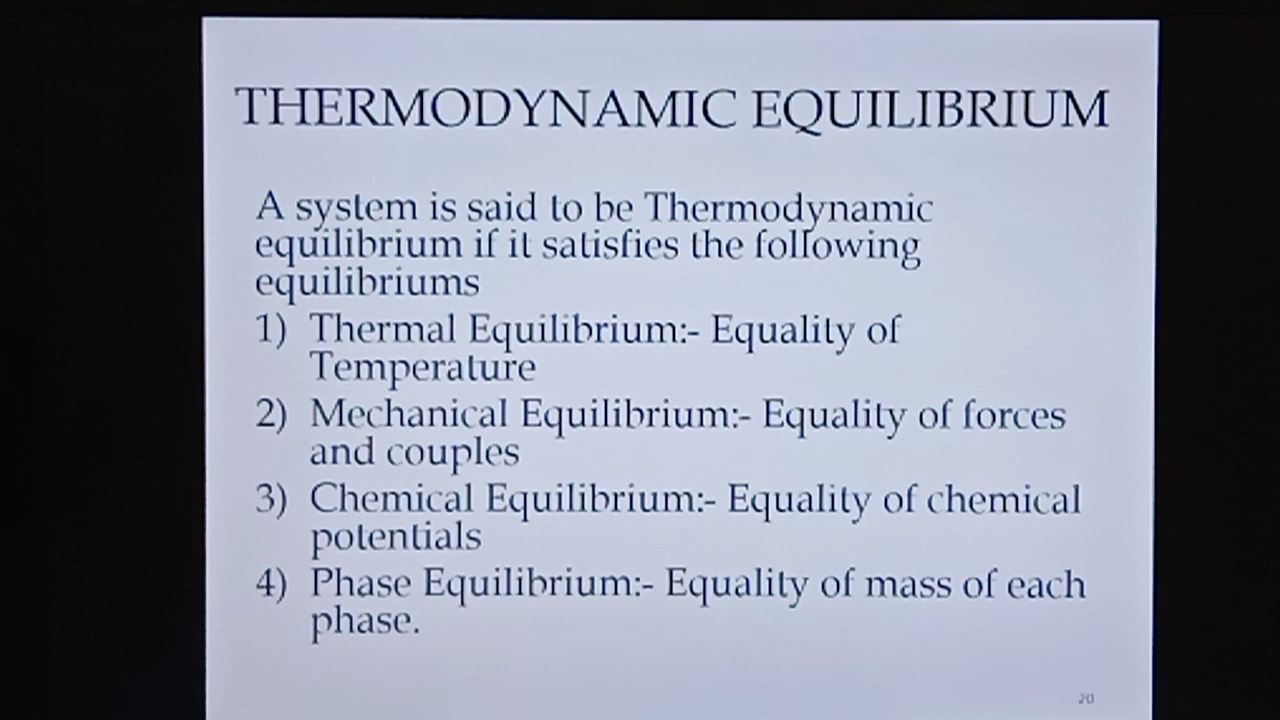 THERMODYNAMIC EQUILIBRIUM
A system is said to be Thermodynamic
equilibrium if it satisfies the following
equilibriums
1) Thermal Equilibrium:- Equality of
Temperature
2) Mechanical Equilibrium:- Equality of forces
and couples
3) Chemical Equilibrium:- Equality of chemical
potentials
4) Phase Equilibrium:- Equality of mass of each
phase.
20